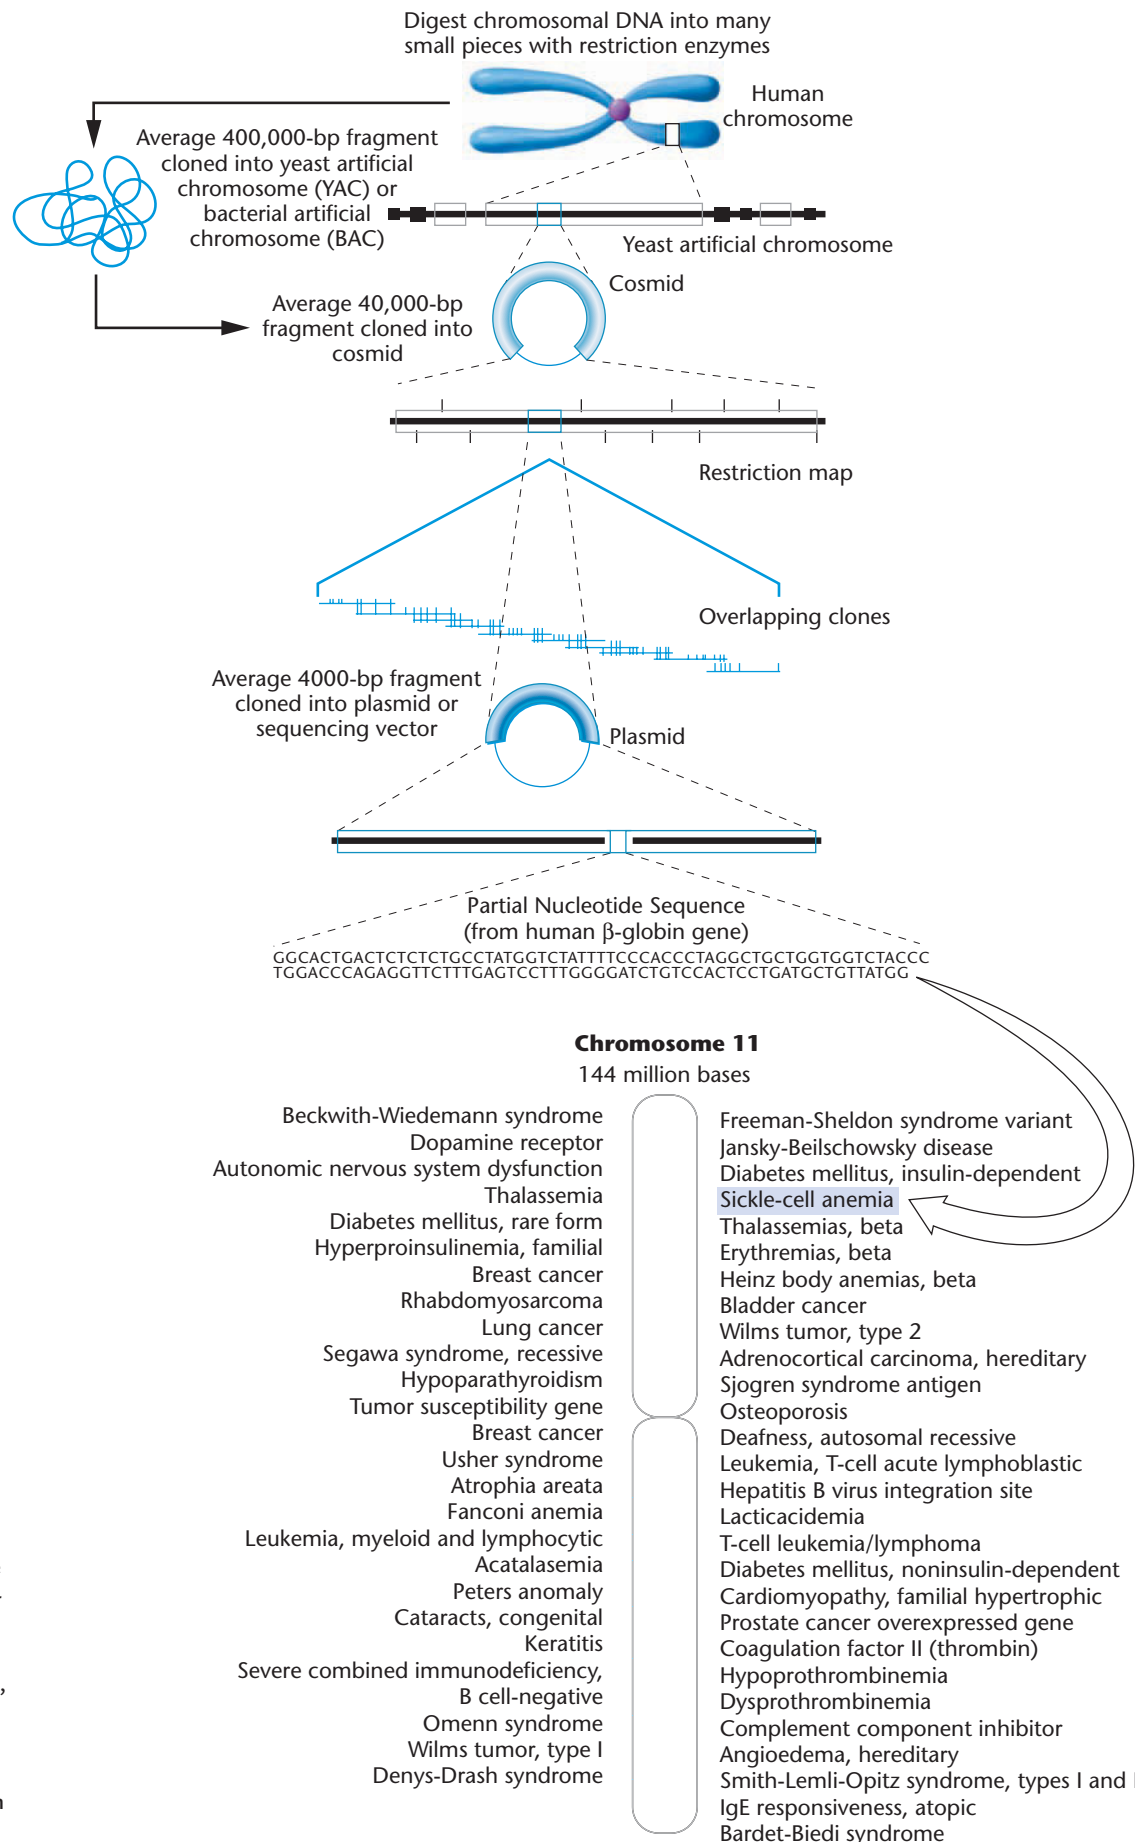 Digest chromosomal DNA into many
small pieces with restriction enzymes
Human
chromosome
Average 400,000-bp fragment
cloned into yeast artificial
chromosome (YAC) or
bacterial artificial
chromosome (BAC)
Yeast artificial chromosome
Cosmid
Average 40,000-bp
fragment cloned into
cosmid
Restriction map
Overlapping clones
Average 4000-bp fragment
cloned into plasmid or
sequencing vector
Plasmid
Partial Nucleotide Sequence
(from human β-globin gene)
GGCACTGACTCTCTCTGCCTATGGTCTATTTTCCCACCCTAGGCTGCTGGTGGTCTACCC
TGGACCCAGAGGTTCTTTGAGTCCTTTGGGGATCTGTCCACTCCTGATGCTGTTATGG
Chromosome 11
144 million bases
Beckwith-Wiedemann syndrome
Dopamine receptor
Autonomic nervous system dysfunction
Thalassemia
Diabetes mellitus, rare form
Hyperproinsulinemia, familial
Breast cancer
Rhabdomyosarcoma
Lung cancer
Segawa syndrome, recessive
Hypoparathyroidism
Tumor susceptibility gene
Breast cancer
Usher syndrome
Atrophia areata
Fanconi anemia
Leukemia, myeloid and lymphocytic
Acatalasemia
Peters anomaly
Cataracts, congenital
Keratitis
Severe combined immunodeficiency,
B cell-negative
Omenn syndrome
Wilms tumor, type I
Denys-Drash syndrome
Freeman-Sheldon syndrome variant
Jansky-Beilschowsky disease
Diabetes mellitus, insulin-dependent
Sickle-cell anemia
Thalassemias, beta
Erythremias, beta
Heinz body anemias, beta
Bladder cancer
Wilms tumor, type 2
Adrenocortical carcinoma, hereditary
Sjogren syndrome antigen
Osteoporosis
Deafness, autosomal recessive
Leukemia, T-cell acute lymphoblastic
Hepatitis B virus integration site
Lacticacidemia
T-cell leukemia/lymphoma
Diabetes mellitus, noninsulin-dependent
Cardiomyopathy, familial hypertrophic
Prostate cancer overexpressed gene
Coagulation factor II (thrombin)
Hypoprothrombinemia
Dysprothrombinemia
Complement component inhibitor
Angioedema, hereditary
Smith-Lemli-Opitz syndrome, types I and
IgE responsiveness, atopic
Bardet-Biedi syndrome